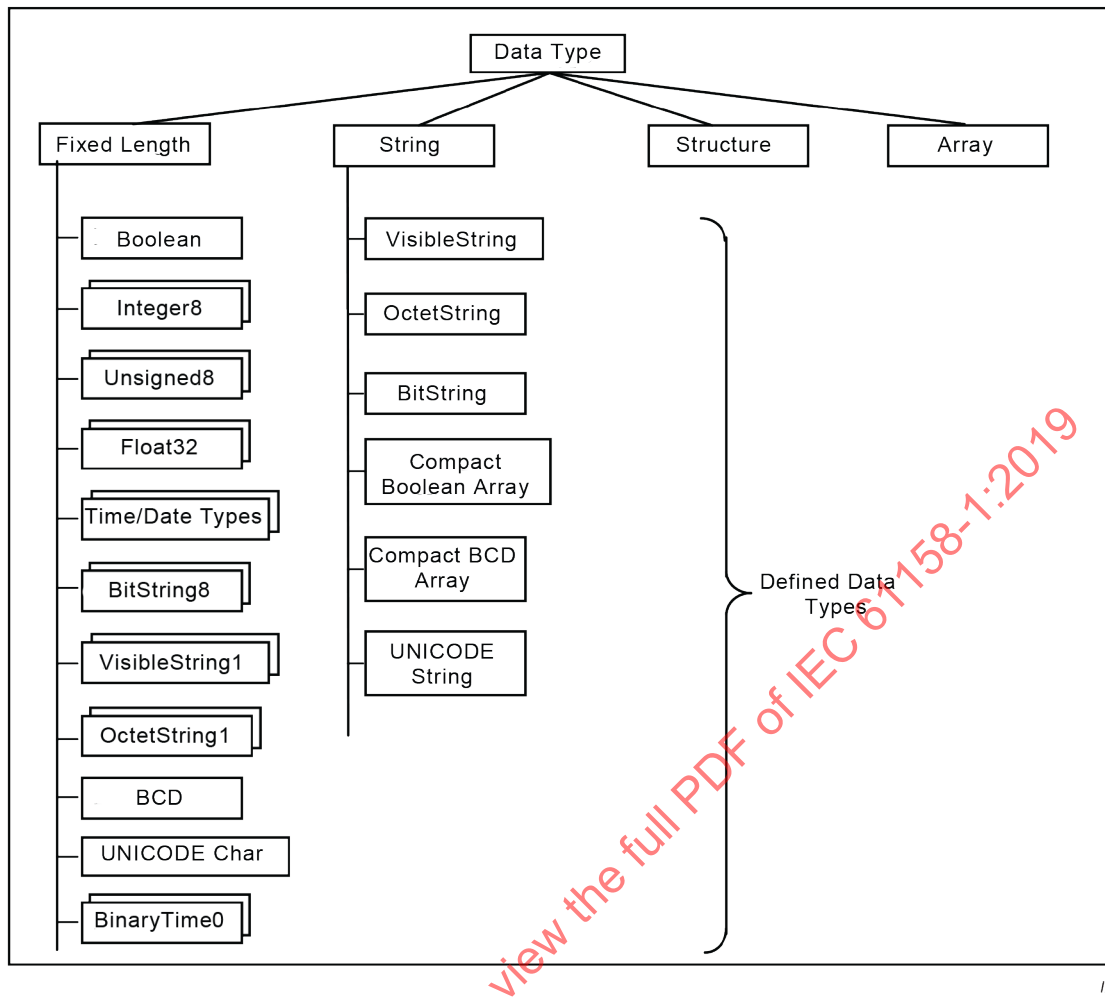 Data Type
Fixed Length
String
Structure
Array
Boolean
Integer8
Unsigned8
Float32
Time/Date Types
BitString8
VisibleString1
OctetString1
BCD
UNICODE Char
BinaryTime0
VisibleString
OctetString
BitString
Compact
Boolean Array
Compact BCD
Array
UNICODE
String
Defined Data
Types
view the full PDF of IEC 61158-1:2019